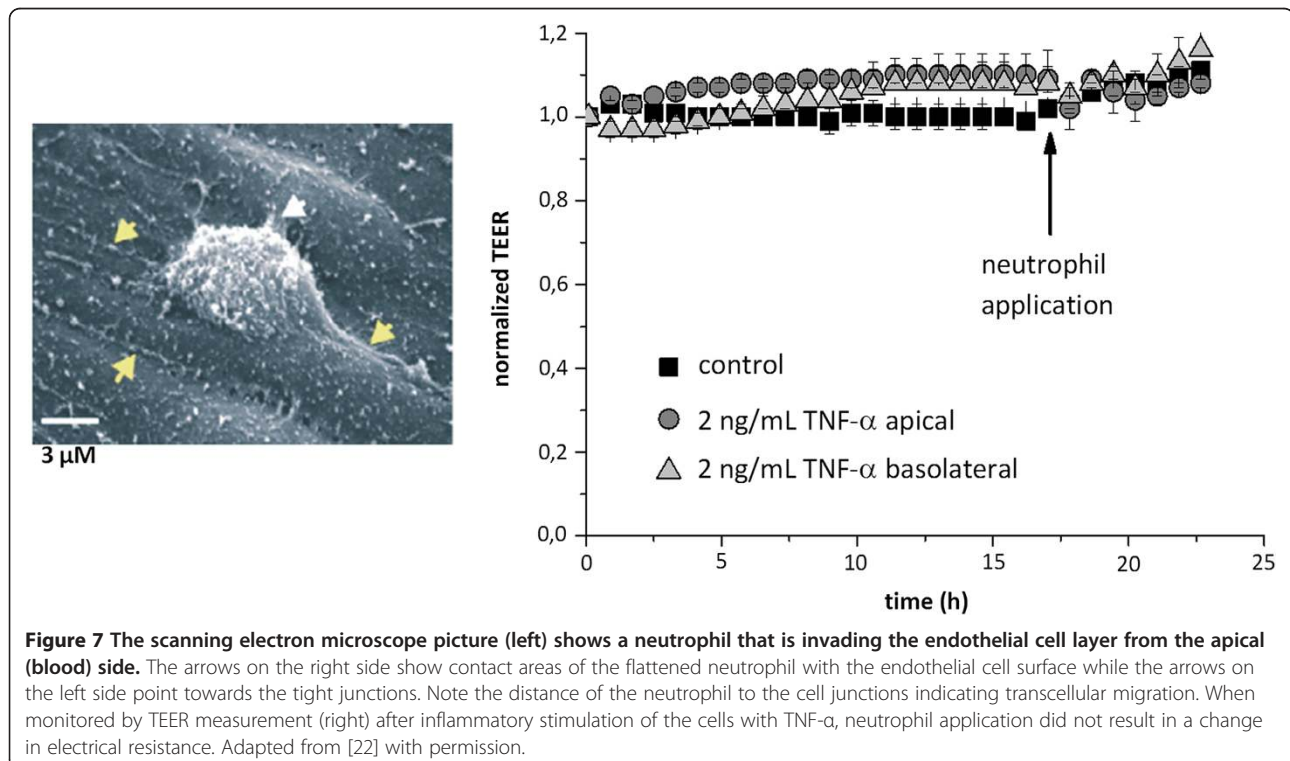 3 µM
normalized TEER
1,2
1,0
0,8
0,6
0,4
0,2
0,0
0
5
10
15
20
25
time (h)
neutrophil
application
control
2 ng/mL TNF-α apical
2 ng/mL TNF-α basolateral
Figure 7 The scanning electron microscope picture (left) shows a neutrophil that is invading the endothelial cell layer from the apical
(blood) side. The arrows on the right side show contact areas of the flattened neutrophil with the endothelial cell surface while the arrows on
the left side point towards the tight junctions. Note the distance of the neutrophil to the cell junctions indicating transcellular migration. When
monitored by TEER measurement (right) after inflammatory stimulation of the cells with TNF-α, neutrophil application did not result in a change
in electrical resistance. Adapted from [22] with permission.